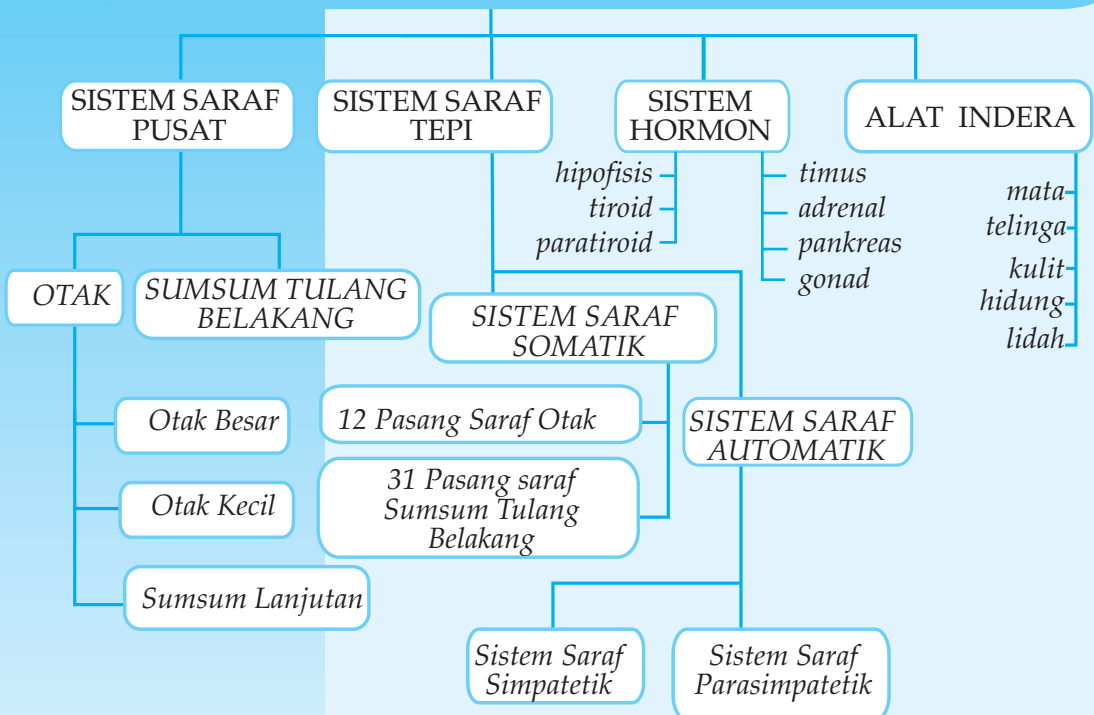 SISTEM SARAF
PUSAT
SISTEM SARAF
TEPI
SISTEM
HORMON
ALAT INDERA
hipofisis
tiroid
paratiroid
timus
adrenal
pankreas
gonad
mata
telinga
kulit
hidung
lidah
OTAK
SUMSUM TULANG
BELAKANG
SISTEM SARAF
SOMATIK
Otak Besar
Otak Kecil
Sumsum Lanjutan
12 Pasang Saraf Otak
31 Pasang saraf
Sumsum Tulang
Belakang
SISTEM SARAF
AUTOMATIK
Sistem Saraf
Simpatetik
Sistem Saraf
Parasimpatetik